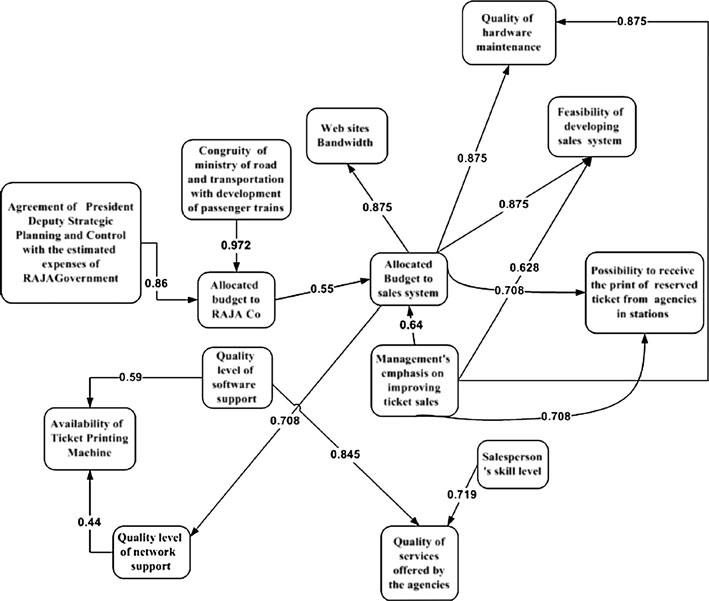 Quality of
hardware
maintenance
0.875
Feasibility of
developing
sales system
Web sites
Bandwidth
Congruity of
ministry of road
and transportation
with development
of passenger trains
0.875
0.875
0.875
Agreement of President
Deputy Strategic
Planning and Control
with the estimated
expenses of
RAJAGovernment
0.972
0.86
Allocated
budget to
RAJA Co
0.55
Allocated
Budget to
sales system
0.628
0.708
Possibility to receive
the print of reserved
ticket from agencies
in stations
0.64
Management's
emphasis on
improving
ticket sales
0.708
Quality
level of
software
support
0.59
0.708
Availability of
Ticket Printing
Machine
0.845
Salesperson
's skill level
0.719
0.44
Quality level
of network
support
Quality of
services
offered by
the agencies